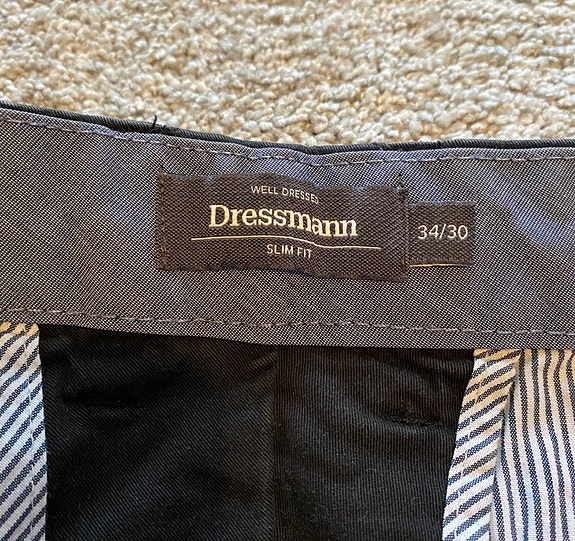 WELL DRESSED
Dressmann
SLIM FIT
34/30